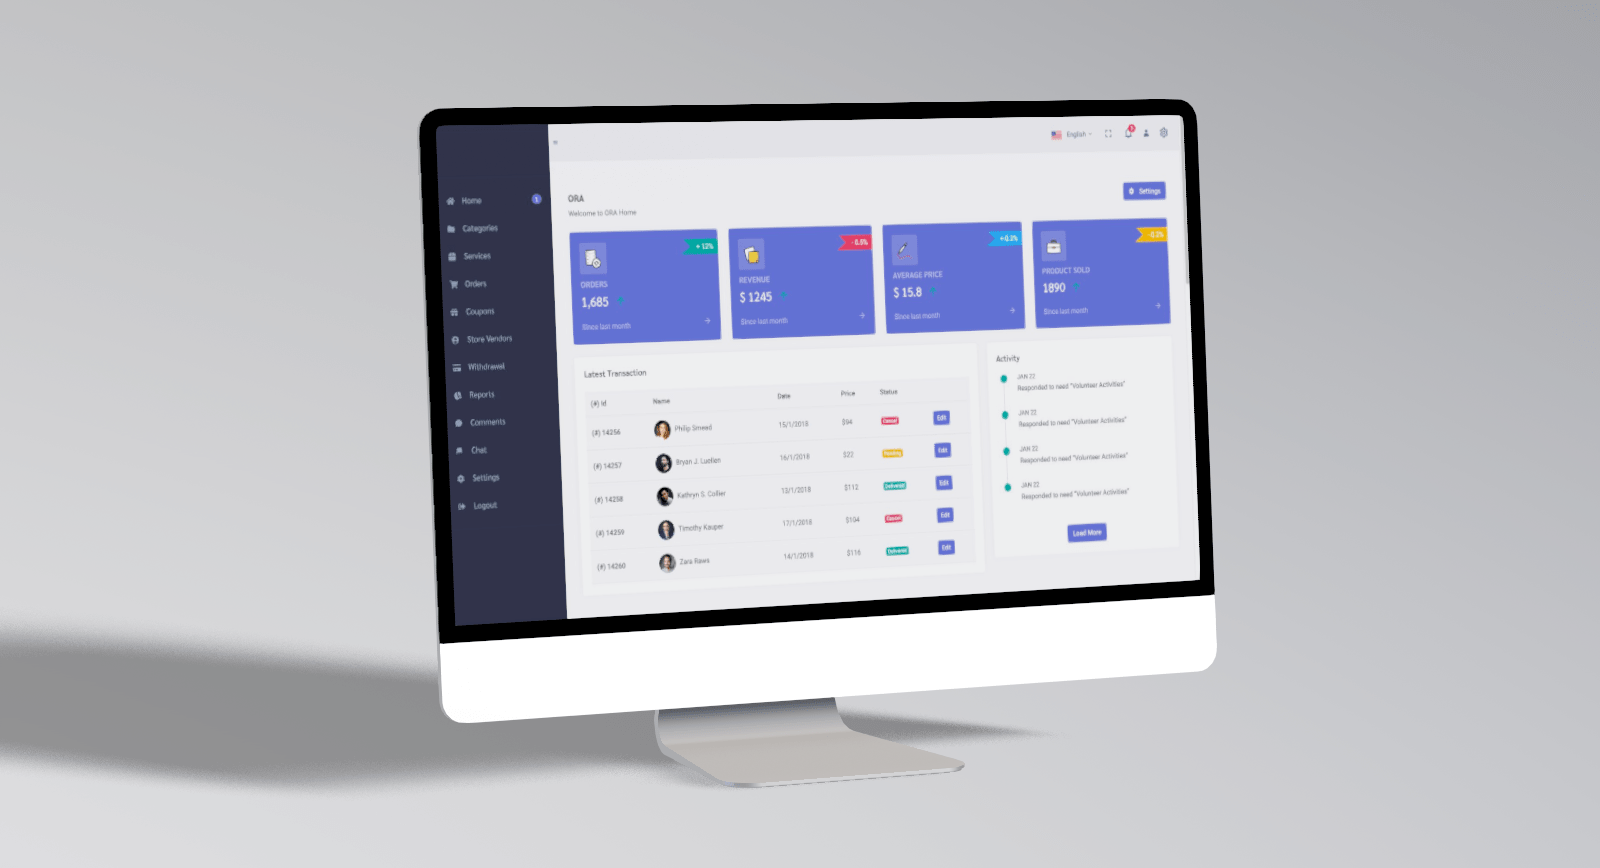 English
1
Home
1
Categories
Services
Orders
Coupons
Store Vendors
Withdrawal
Reports
Comments
Chat
Settings
Logout
ORA
Welcome to ORA Home
Settings
+ 12%
ORDERS
1,685
Since last month
- 0.5%
REVENUE
$ 1245
Since last month
+ 0.3%
AVERAGE PRICE
$ 15.8
Since last month
PRODUCT SOLD
1890
Since last month
Latest Transaction
(#) Id Name Date Price Status
(#) 14256 Philip Smead 15/1/2018 $94 Edit
(#) 14257 Bryan J. Luellen 16/1/2018 $22 Pending Edit
(#) 14258 Kathryn S. Collier 13/1/2018 $112 Delivered Edit
(#) 14259 Timothy Kauper 17/1/2018 $104 Edit
(#) 14260 Zara Raws 14/1/2018 $116 Delivered Edit
Activity
JAN 22
Responded to need "Volunteer Activities"
JAN 22
Responded to need "Volunteer Activities"
JAN 22
Responded to need "Volunteer Activities"
JAN 22
Responded to need "Volunteer Activities"
Load More